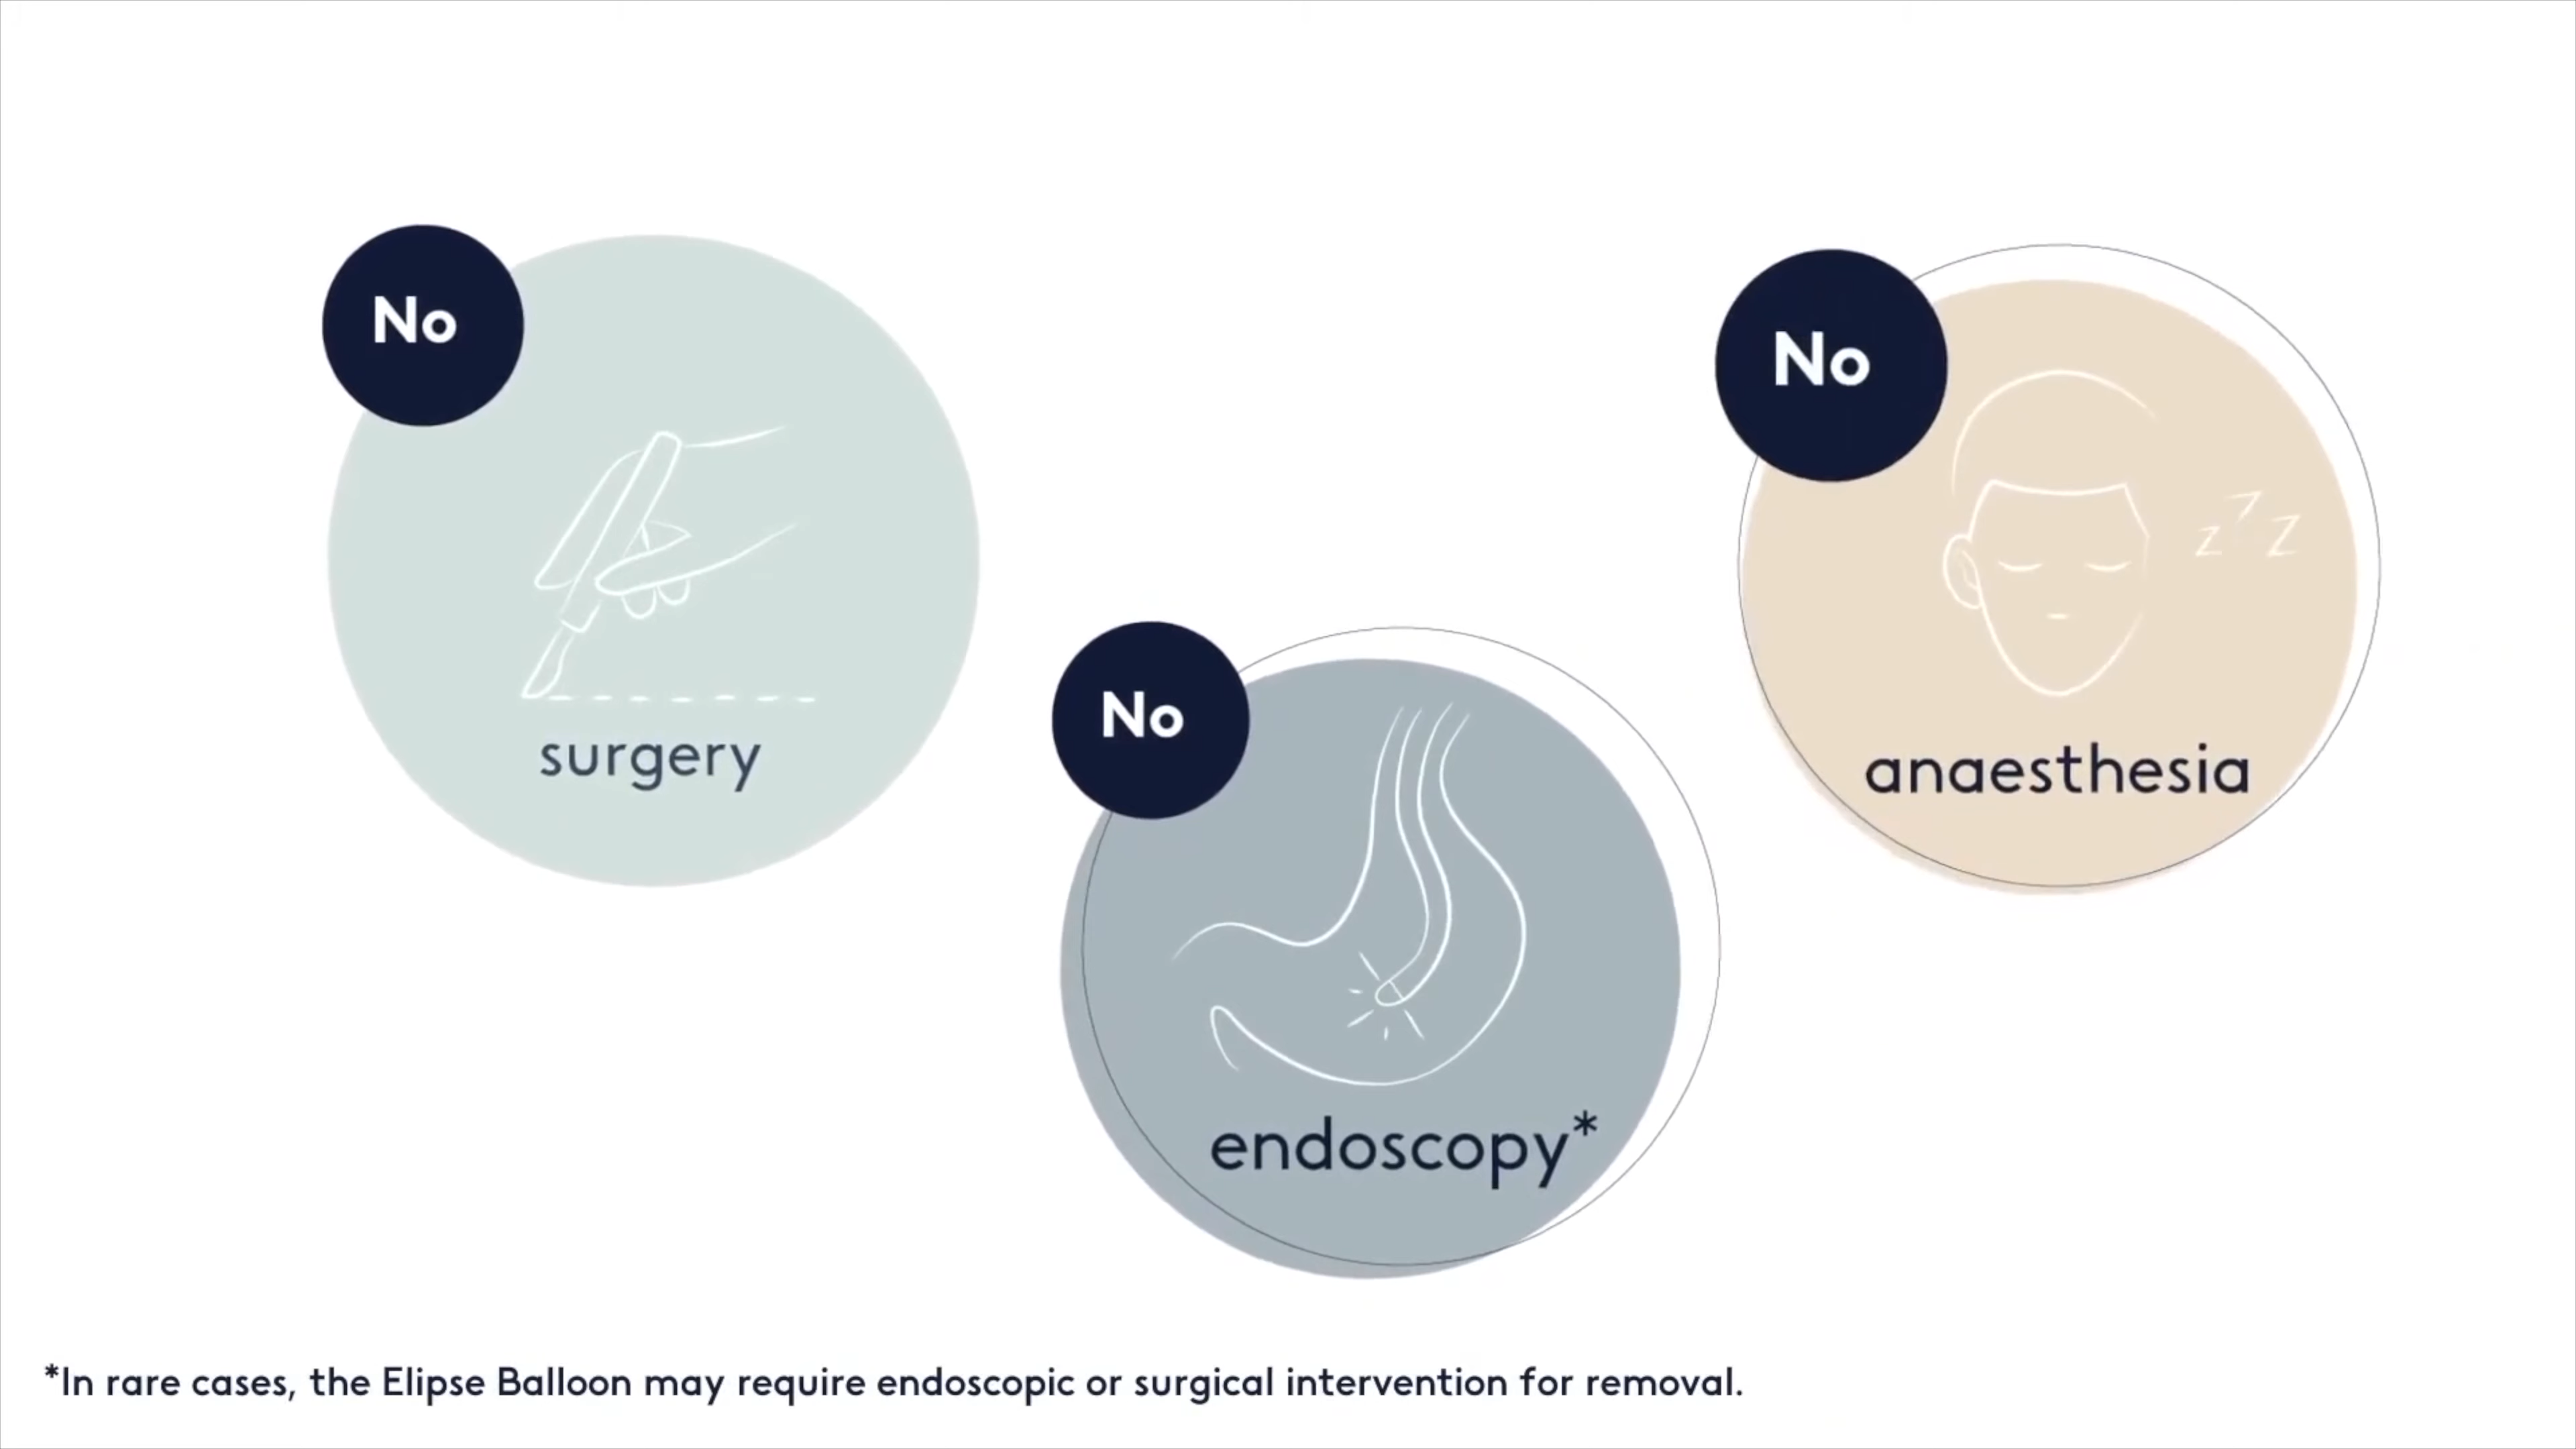 No
surgery
No
endoscopy*
No
anaesthesia
z z z
*In rare cases, the Elipse Balloon may require endoscopic or surgical intervention for removal.